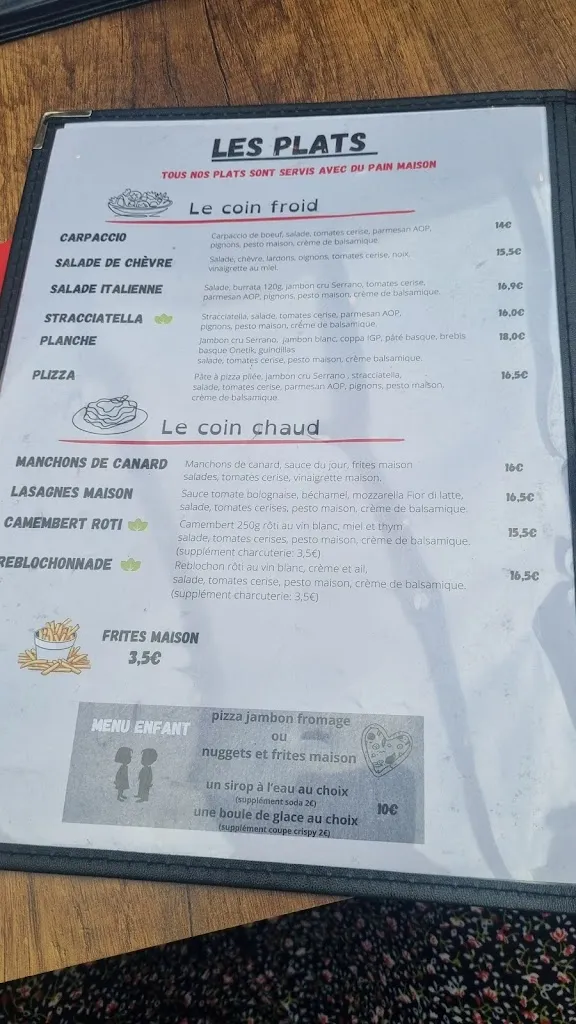 LES PLATS
TOUS NOS PLATS SONT SERVIS AVEC DU PAIN MAISON
Le coin froid
CARPACCIO Carpaccio de boeuf, salade, tomates cerise, parmesan AOP, 14€
pignons, pesto maison, crème de balsamique
SALADE DE CHÈVRE Salade, chèvre, lardons, oignons, tomates cerise, noix, 15,5€
vinaigrette au miel
SALADE ITALIENNE Salade, burrata 120g, jambon cru Serrano, tomates cerise, 16,9€
parmesan AOP, pignons, pesto maison, crème de balsamique.
STRACCIATELLA Stracciatella, salade, tomates cerise, parmesan AOP, 16,0€
pignons, pesto maison, crème de balsamique
PLANCHE Jambon cru Serrano, jambon blanc, coppa IGP, pâté basque, brebis 18,0€
basque Onetik, guindillas
salade, tomates cerise, pesto maison, crème balsamique.
PLIZZA Pâte à pizza pliée, jambon cru Serrano, stracciatella, 16,5€
salade, tomates cerise, parmesan AOP, pignons, pesto maison,
crème de balsamique
Le coin chaud
MANCHONS DE CANARD Manchons de canard, sauce du jour, frites maison 16€
salades, tomates cerise, vinaigrette maison.
LASAGNES MAISON Sauce tomate bolognaise, béchamel, mozzarella Fior di latte, 16,5€
salade, tomates cerises, pesto maison, crème de balsamique.
CAMEMBERT ROTI Camembert 250g rôti au vin blanc, miel et thym 15,5€
salade, tomates cerises, pesto maison, crème de balsamique.
(supplément charcuterie: 3,5€)
REBLOCHONNADE Reblochon rôti au vin blanc, crème et ail, 16,5€
salade, tomates cerise, pesto maison, crème de balsamique.
(supplément charcuterie: 3,5€)
FRITES MAISON
3,5€
MENU ENFANT
pizza jambon fromage
ou
nuggets et frites maison
un sirop à l'eau au choix
(supplément soda 2€)
10€
une boule de glace au choix
(supplément coupe crispy 2€)